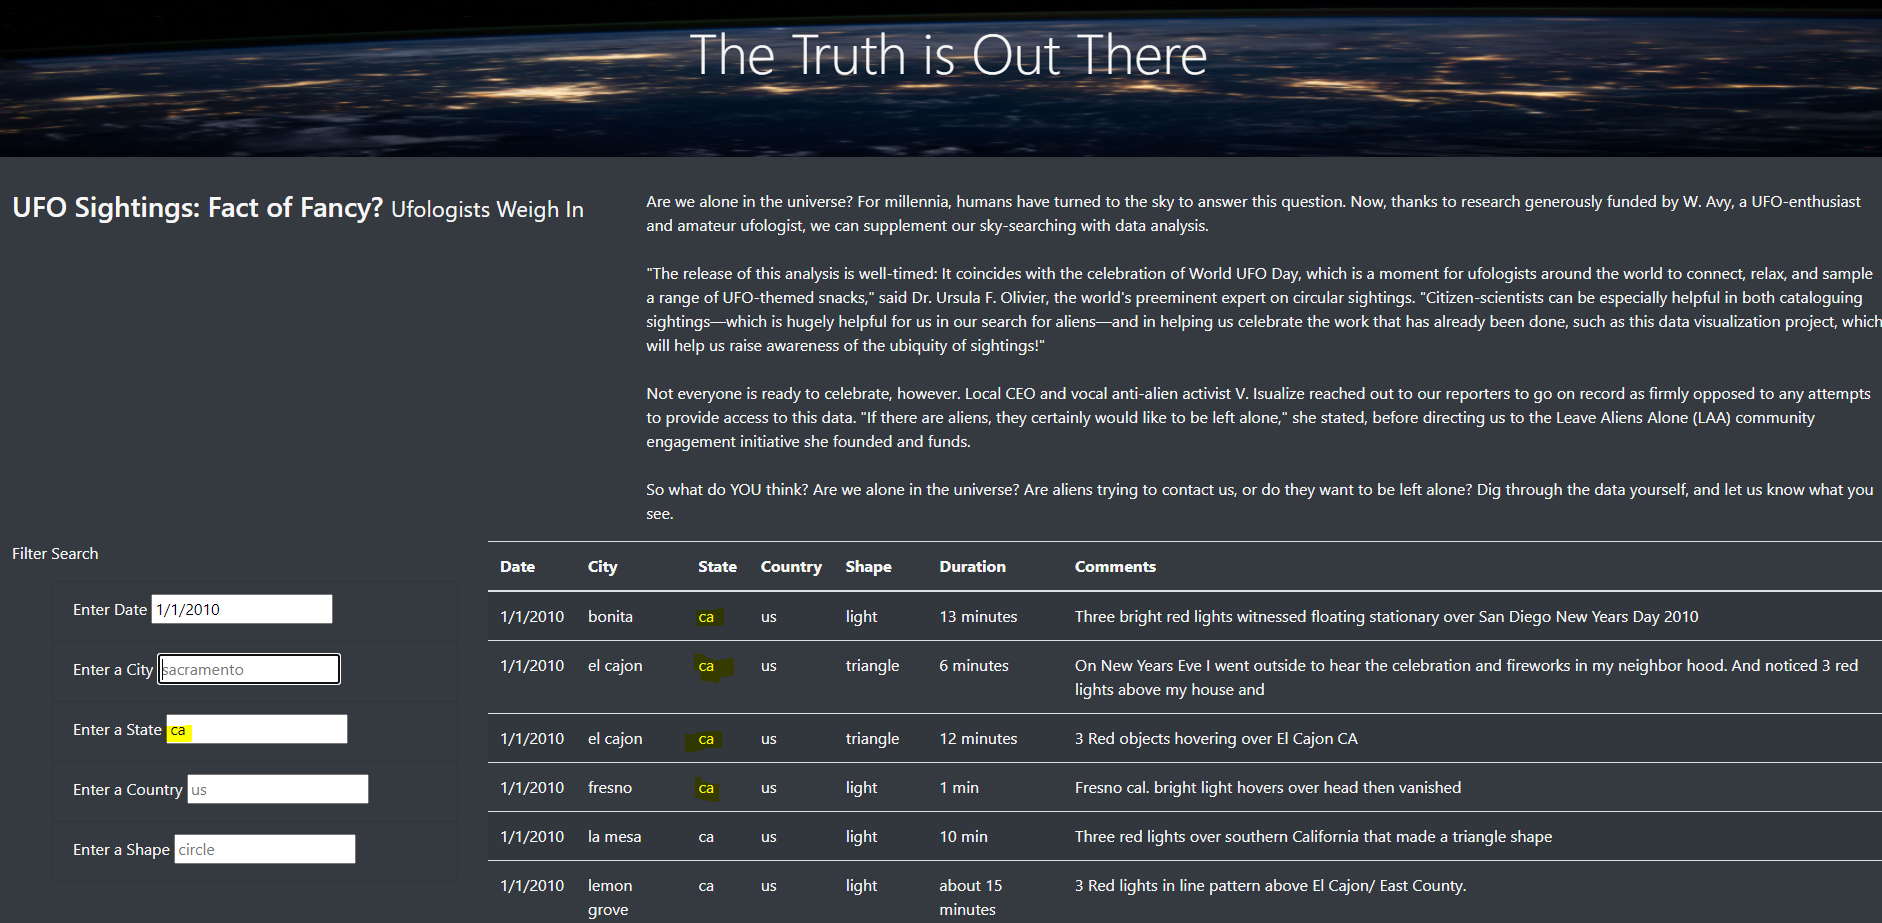 The Truth is Out There
UFO Sightings: Fact of Fancy? Ufologists Weigh In
Are we alone in the universe? For millennia, humans have turned to the sky to answer this question. Now, thanks to research generously funded by W. Avy, a UFO-enthusiast
and amateur ufologist, we can supplement our sky-searching with data analysis.
"The release of this analysis is well-timed: It coincides with the celebration of World UFO Day, which is a moment for ufologists around the world to connect, relax, and sample
a range of UFO-themed snacks," said Dr. Ursula F. Olivier, the world's preeminent expert on circular sightings. "Citizen-scientists can be especially helpful in both cataloguing
sightings—which is hugely helpful for us in our search for aliens—and in helping us celebrate the work that has already been done, such as this data visualization project, which
will help us raise awareness of the ubiquity of sightings!"
Not everyone is ready to celebrate, however. Local CEO and vocal anti-alien activist V. Isualize reached out to our reporters to go on record as firmly opposed to any attempts
to provide access to this data. "If there are aliens, they certainly would like to be left alone," she stated, before directing us to the Leave Aliens Alone (LAA) community
engagement initiative she founded and funds.
So what do YOU think? Are we alone in the universe? Are aliens trying to contact us, or do they want to be left alone? Dig through the data yourself, and let us know what you
see.
Filter Search
Enter Date 1/1/2010
Enter a City sacramento
Enter a State ca
Enter a Country us
Enter a Shape circle
Date City State Country Shape Duration Comments
1/1/2010 bonita ca us light 13 minutes Three bright red lights witnessed floating stationary over San Diego New Years Day 2010
1/1/2010 el cajon ca us triangle 6 minutes On New Years Eve I went outside to hear the celebration and fireworks in my neighbor hood. And noticed 3 red
lights above my house and
1/1/2010 el cajon ca us triangle 12 minutes 3 Red objects hovering over El Cajon CA
1/1/2010 fresno ca us light 1 min Fresno cal. bright light hovers over head then vanished
1/1/2010 la mesa ca us light 10 min Three red lights over southern California that made a triangle shape
1/1/2010 lemon ca us light about 15 3 Red lights in line pattern above El Cajon/ East County.
grove minutes